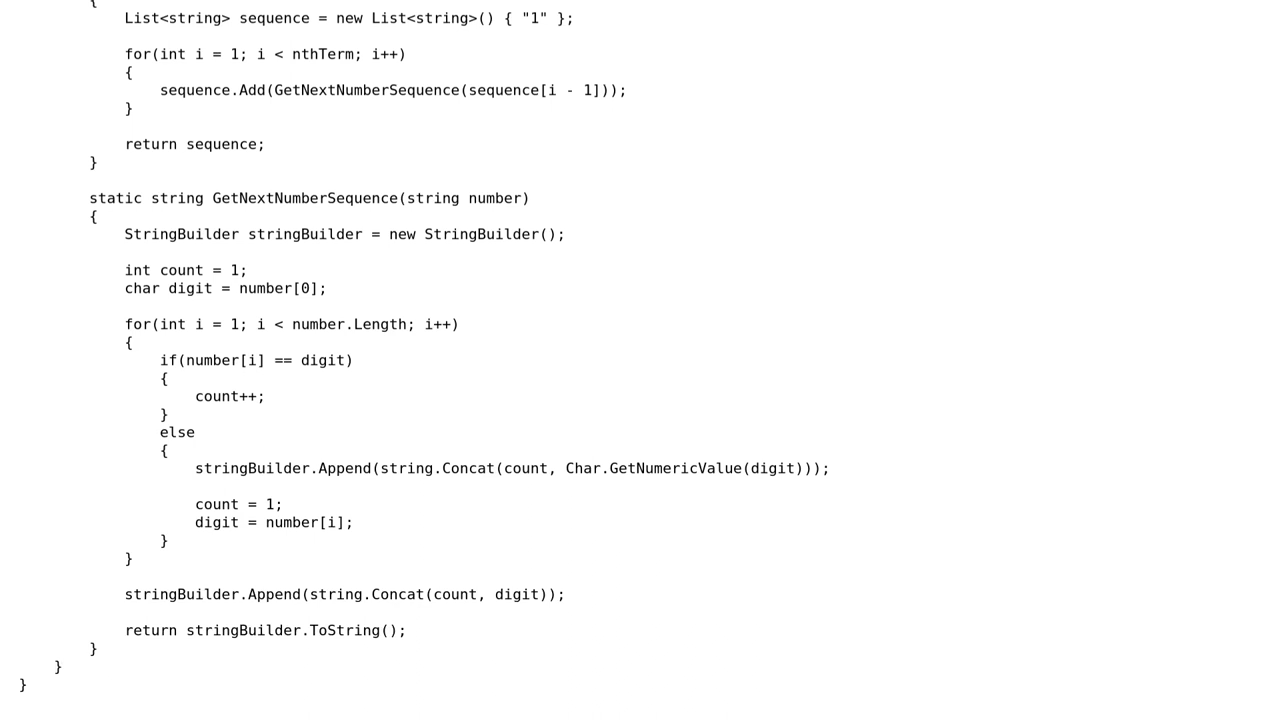 {
List<string> sequence = new List<string>() { "1" };
for(int i = 1; i < nthTerm; i++)
{
sequence.Add(GetNextNumberSequence(sequence[i - 1]));
}
return sequence;
}
static string GetNextNumberSequence(string number)
{
StringBuilder stringBuilder = new StringBuilder();
int count = 1;
char digit = number[0];
for(int i = 1; i < number.Length; i++)
{
if(number[i] == digit)
{
count++;
}
else
{
stringBuilder.Append(string.Concat(count, Char.GetNumericValue(digit)));
count = 1;
digit = number[i];
}
}
stringBuilder.Append(string.Concat(count, digit));
return stringBuilder.ToString();
}
}
}